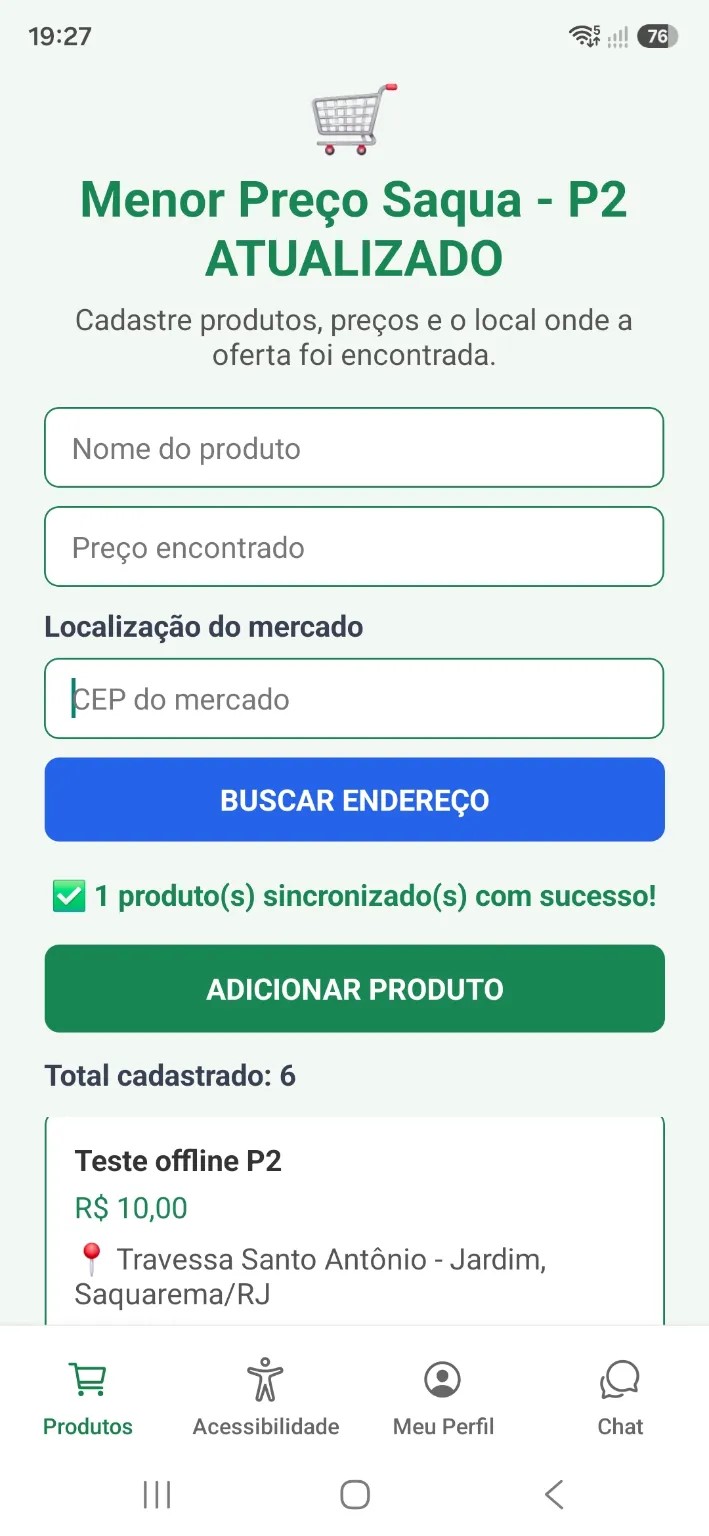 19:27
5
76
Menor Preço Saqua - P2
ATUALIZADO
Cadastre produtos, preços e o local onde a
oferta foi encontrada.
Nome do produto
Preço encontrado
Localização do mercado
CEP do mercado
BUSCAR ENDEREÇO
✅ 1 produto(s) sincronizado(s) com sucesso!
ADICIONAR PRODUTO
Total cadastrado: 6
Teste offline P2
R$ 10,00
📍 Travessa Santo Antônio - Jardim,
Saquarema/RJ
Produtos
Acessibilidade
Meu Perfil
Chat